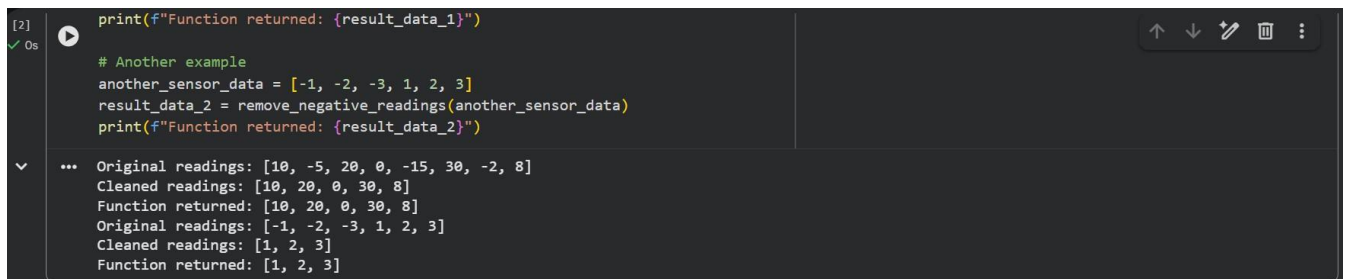 [2]
0s
print(f"Function returned: {result_data_1}")
# Another example
another_sensor_data = [-1, -2, -3, 1, 2, 3]
result_data_2 = remove_negative_readings(another_sensor_data)
print(f"Function returned: {result_data_2}")
Original readings: [10, -5, 20, 0, -15, 30, -2, 8]
Cleaned readings: [10, 20, 0, 30, 8]
Function returned: [10, 20, 0, 30, 8]
Original readings: [-1, -2, -3, 1, 2, 3]
Cleaned readings: [1, 2, 3]
Function returned: [1, 2, 3]